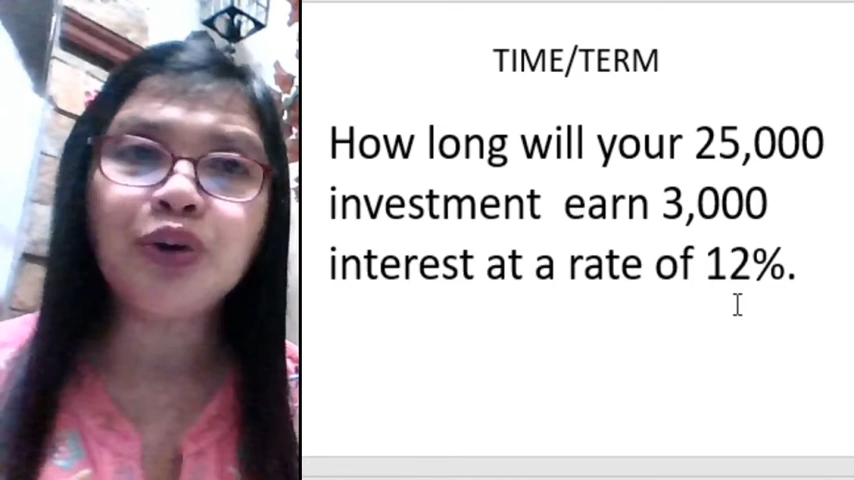 TIME/TERM
How long will your 25,000
investment  earn 3,000
interest at a rate of 12%.